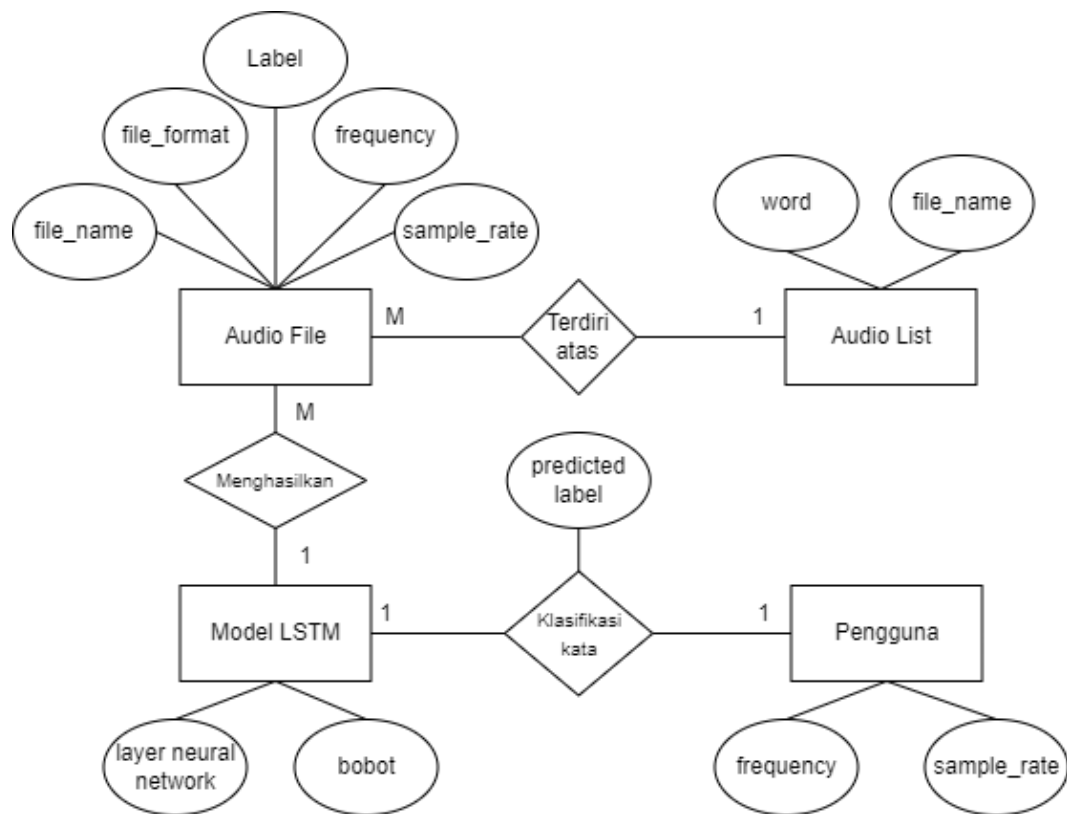 Label
file_format
frequency
file_name
sample_rate
word
file_name
Audio File
M
Terdiri
atas
1
Audio List
M
Menghasilkan
1
predicted
label
Model LSTM
1
Klasifikasi
kata
1
Pengguna
layer neural
network
bobot
frequency
sample_rate